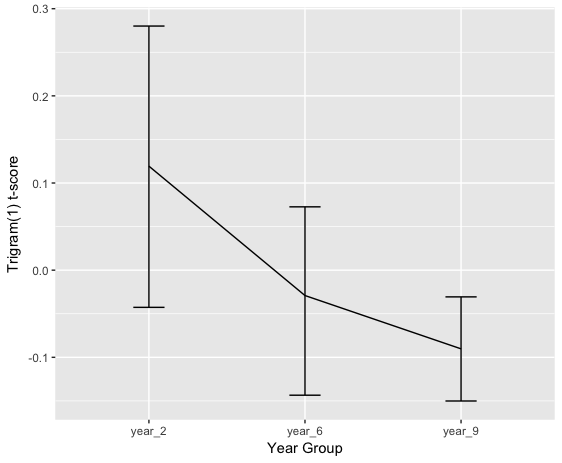 0.3
0.2
0.1
0.0
-0.1
Trigram(1) t-score
year_2 year_6 year_9
Year Group